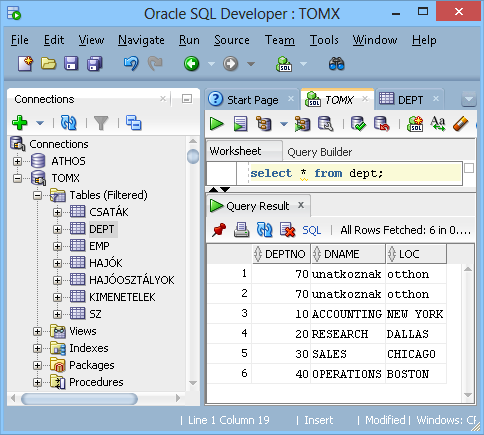 Oracle SQL Developer : TOMX
File Edit View Navigate Run Source Team Tools Window Help
Connections
Connections
ATHOS
TOMX
Tables (Filtered)
CSATÁK
DEPT
EMP
HAJÓK
HAJÓOSZTÁLYOK
KIMENETELEK
SZ
Views
Indexes
Packages
Procedures
Start Page TOMX DEPT
Worksheet Query Builder
select * from dept;
Query Result
SQL | All Rows Fetched: 6 in 0....
DEPTNO DNAME LOC
1 70 unatkoznak otthon
2 70 unatkoznak otthon
3 10 ACCOUNTING NEW YORK
4 20 RESEARCH DALLAS
5 30 SALES CHICAGO
6 40 OPERATIONS BOSTON
Line 1 Column 19 | Insert | Modified | Windows: CF